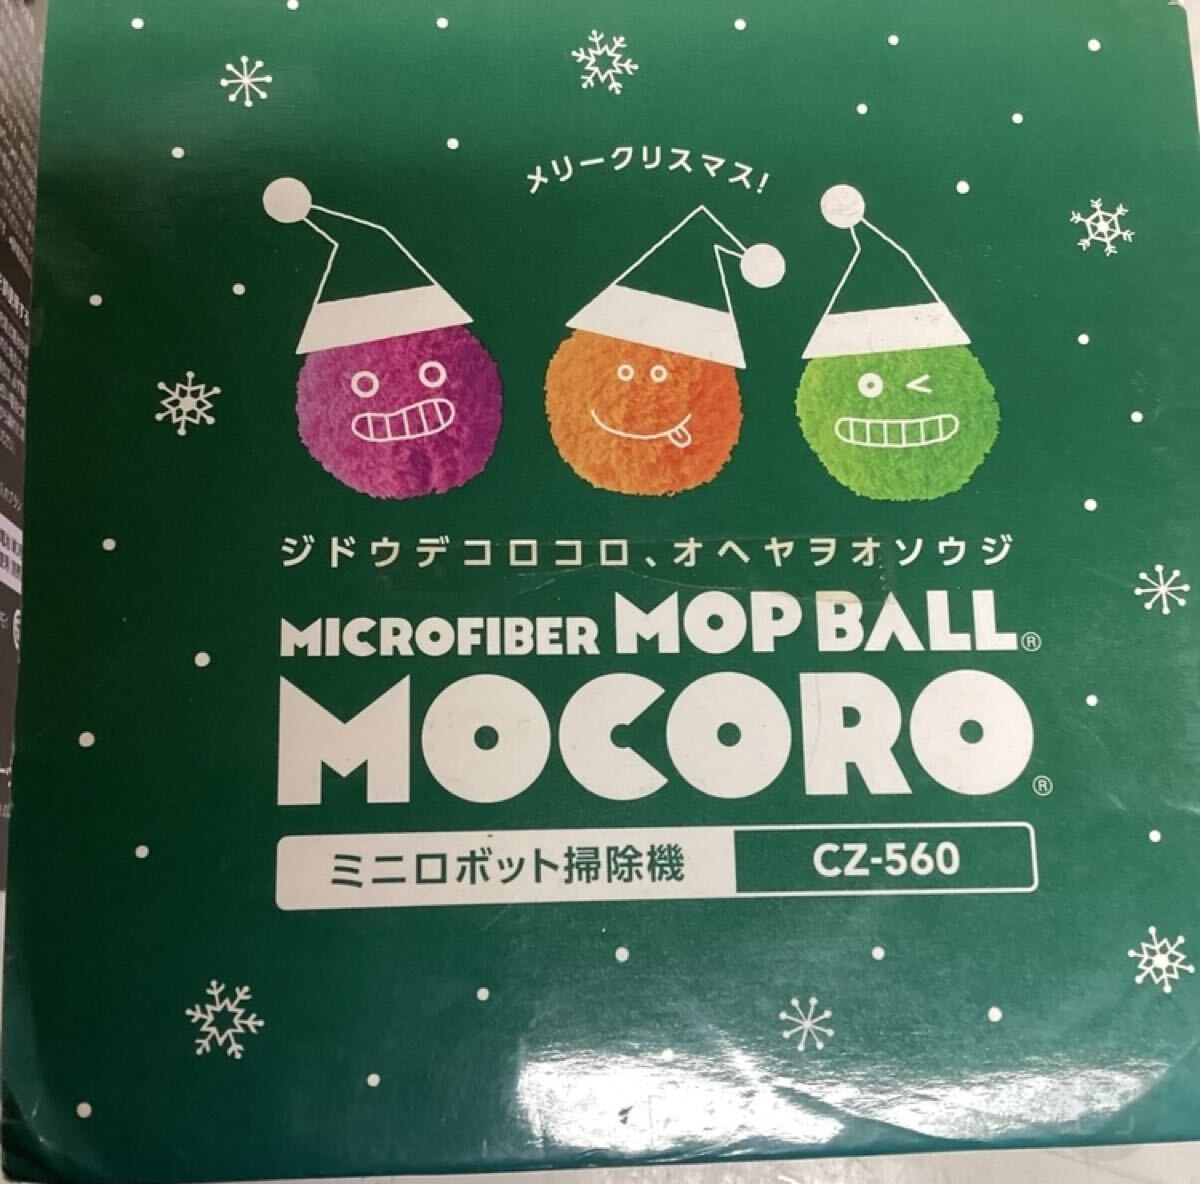 メリークリスマス!
ジドウデコロコロ、オヘヤヲオソウジ
MICROFIBER MOP BALL®
MOCORO®
ミニロボット掃除機 CZ-560